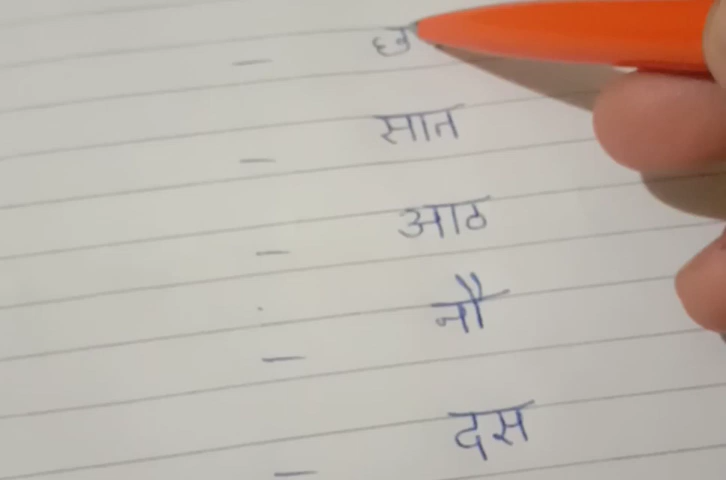 - छ
- सात
- आठ
- नौ
- दस